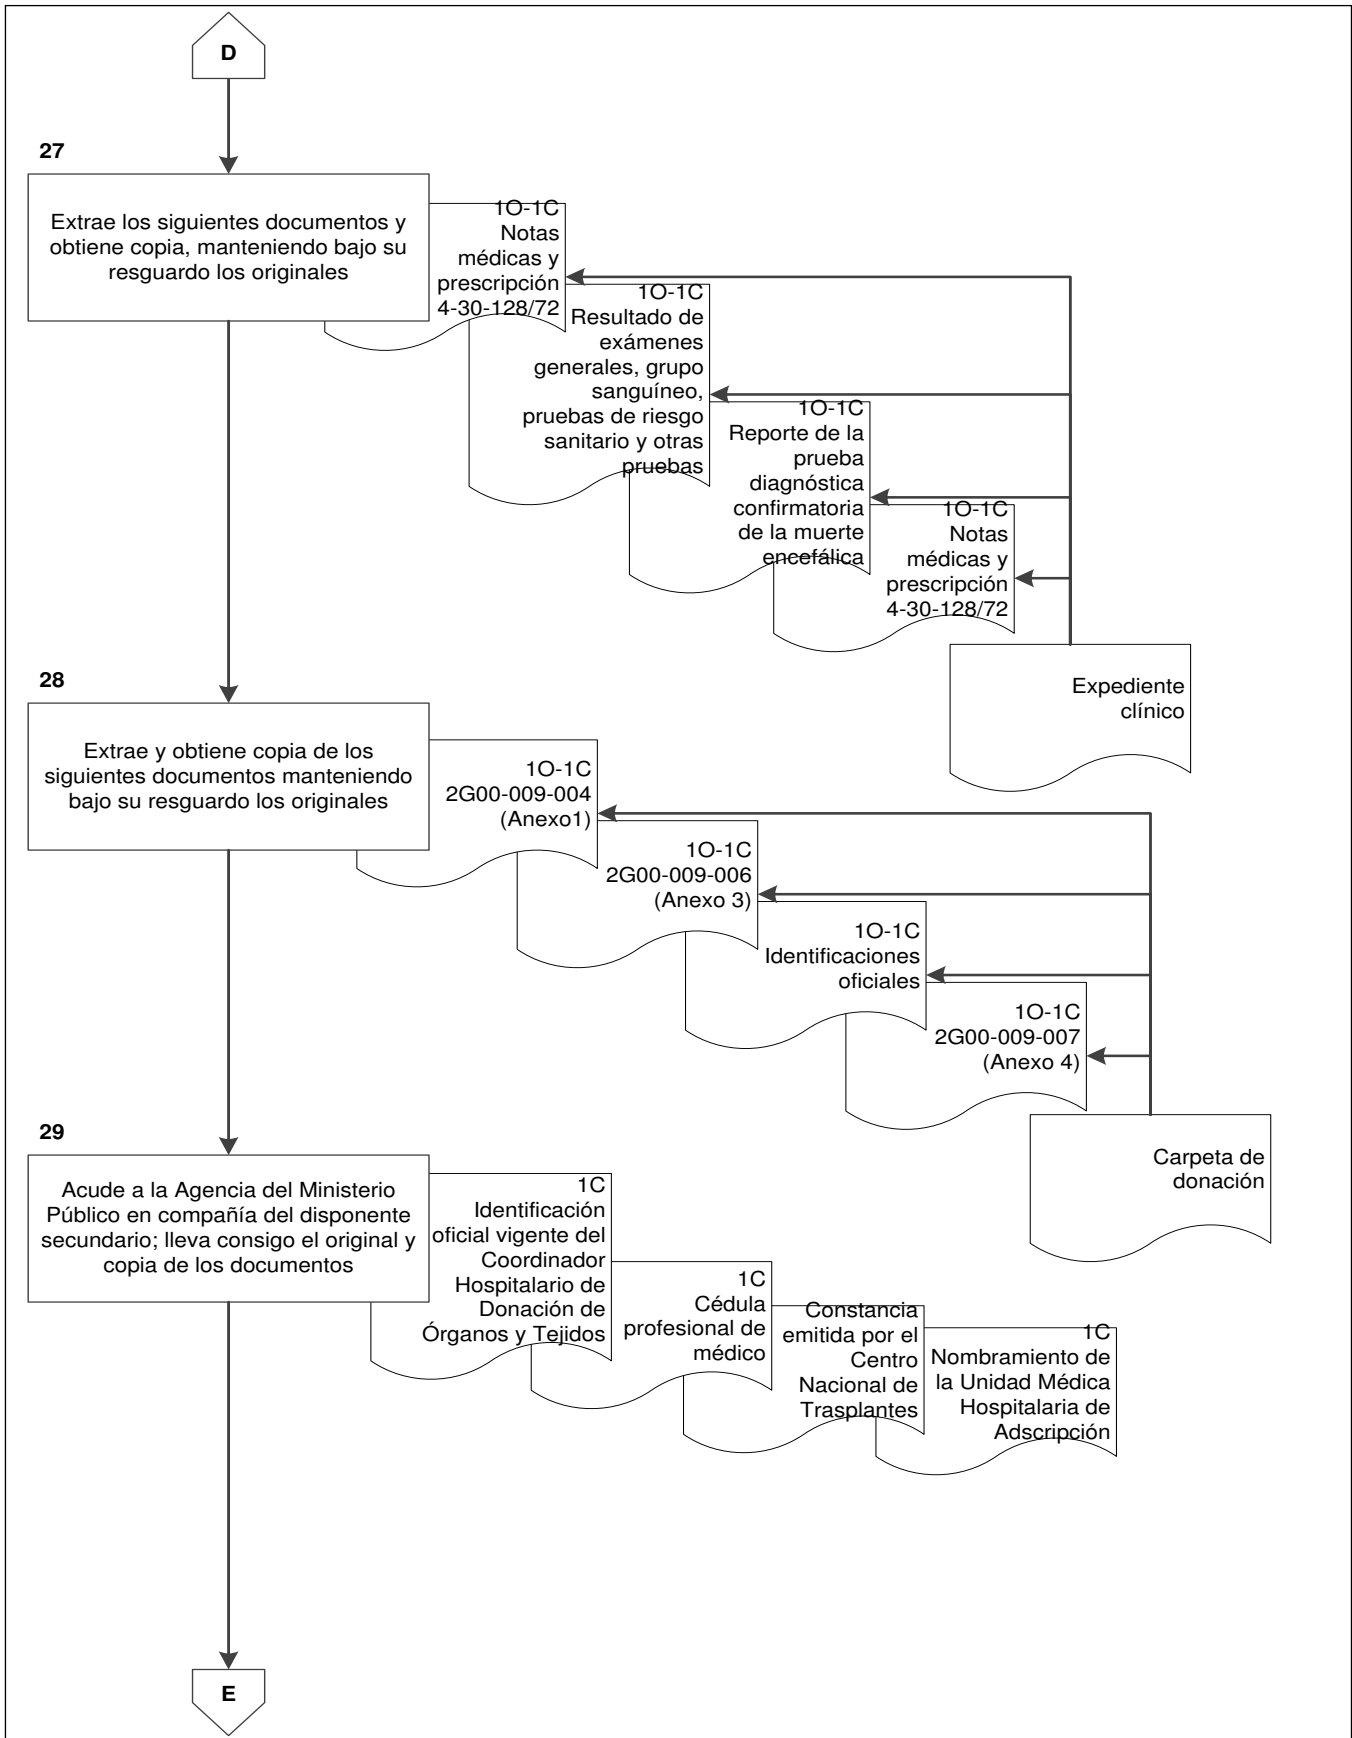 D
27
Extrae los siguientes documentos y
obtiene copia, manteniendo bajo su
resguardo los originales
1O-1C
Notas
médicas y
prescripción
4-30-128/72
1O-1C
Resultado de
exámenes
generales, grupo
sanguíneo,
pruebas de riesgo
sanitario y otras
pruebas
1O-1C
Reporte de la
prueba
diagnóstica
confirmatoria
de la muerte
encefálica
1O-1C
Notas
médicas y
prescripción
4-30-128/72
Expediente
clínico
28
Extrae y obtiene copia de los
siguientes documentos manteniendo
bajo su resguardo los originales
1O-1C
2G00-009-004
(Anexo1)
1O-1C
2G00-009-006
(Anexo 3)
1O-1C
Identificaciones
oficiales
1O-1C
2G00-009-007
(Anexo 4)
Carpeta de
donación
29
Acude a la Agencia del Ministerio
Público en compañía del disponente
secundario; lleva consigo el original y
copia de los documentos
1C
Identificación
oficial vigente del
Coordinador
Hospitalario de
Donación de
Órganos y Tejidos
1C
Cédula
profesional de
médico
Constancia
emitida por el
Centro
Nacional de
Trasplantes
1C
Nombramiento de
la Unidad Médica
Hospitalaria de
Adscripción
E